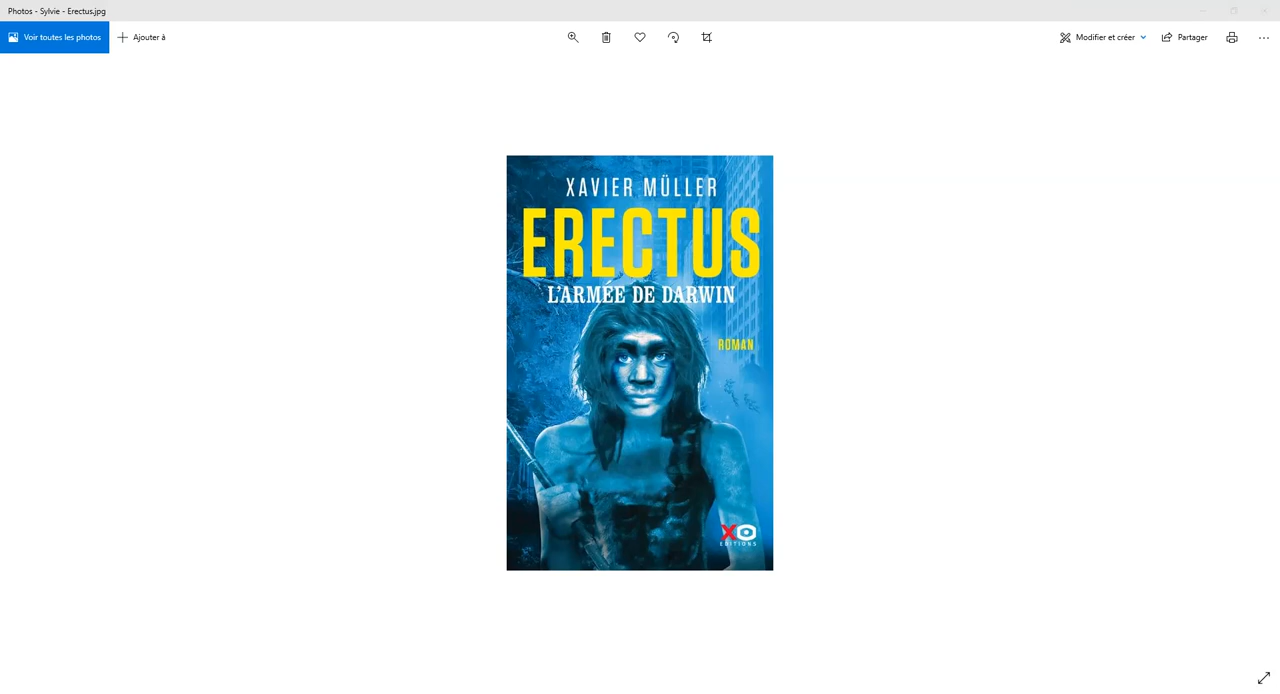 Photos - Sylvie - Erectus.jpg
Voir toutes les photos
Ajouter à
Modifier et créer
Partager
XAVIER MÜLLER
ERECTUS
L'ARMÉE DE DARWIN
ROMAN
XO
EDITIONS